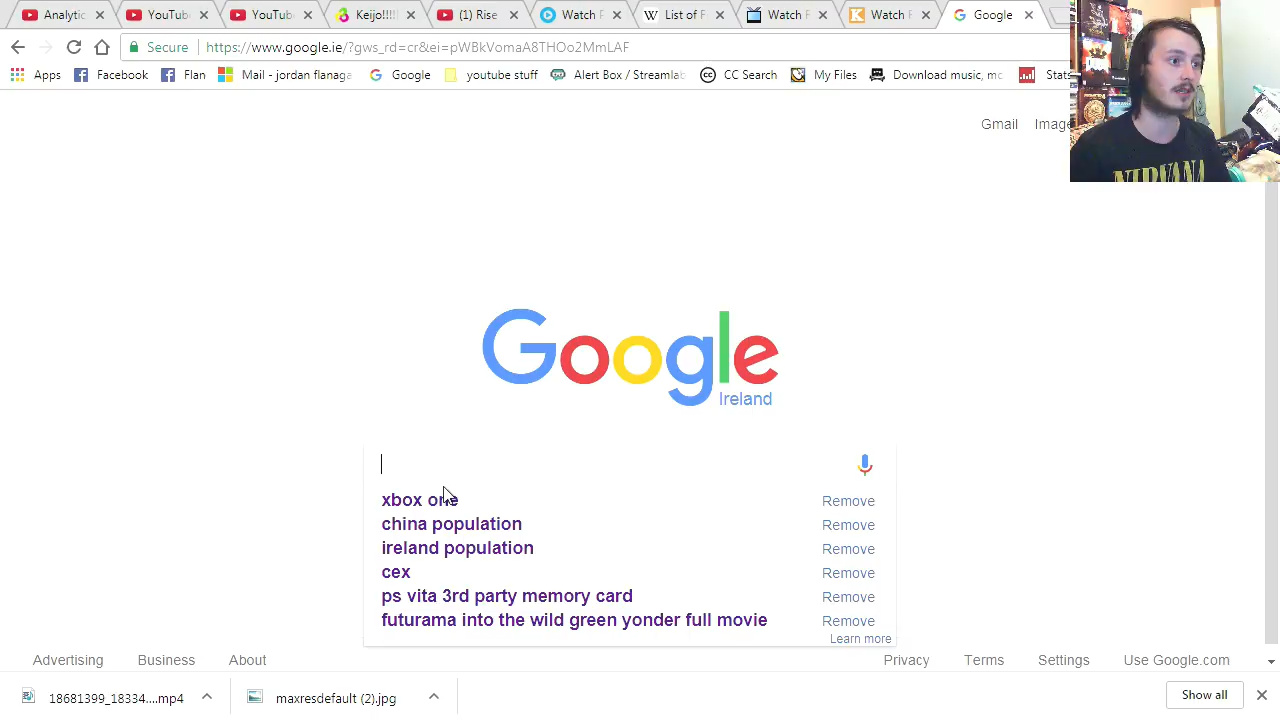 Analytic
YouTub
YouTub
Keijo!!!!
(1) Rise
Watch F
List of F
Watch F
Watch F
Google
Secure https://www.google.ie/?gws_rd=cr&ei=pWBkVomaA8THOo2MmLAF
Apps
Facebook
Flan
Mail - jordan flanaga
Google
youtube stuff
Alert Box / Streamlab
CC Search
My Files
Download music, mo
Stats
NIRVANA
Gmail
Image
Google
Ireland
xbox one Remove
china population Remove
ireland population Remove
cex Remove
ps vita 3rd party memory card Remove
futurama into the wild green yonder full movie Remove
Learn more
Advertising Business About Privacy Terms Settings Use Google.com
18681399_18334....mp4
maxresdefault (2).jpg
Show all